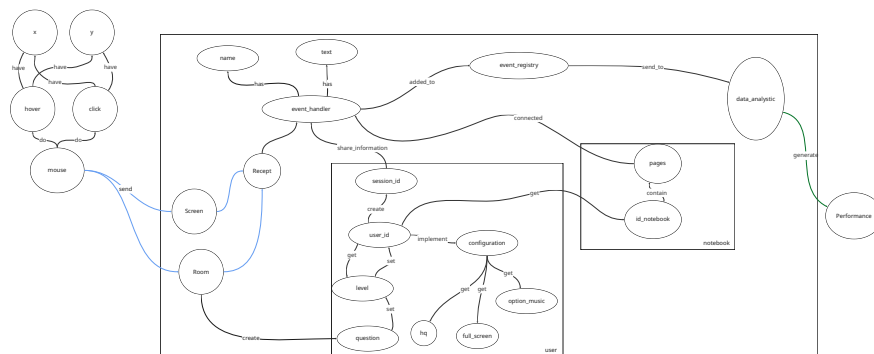 x
y
have
have
have
have
hover
click
do
do
mouse
send
Screen
Room
Recept
name
text
has
has
event_handler
added_to
event_registry
send_to
data_analystic
generate
Performance
connected
share_information
session_id
create
user_id
get
set
level
set
question
create
implement
configuration
get
get
get
hq
full_screen
option_music
user
get
pages
contain
id_notebook
notebook